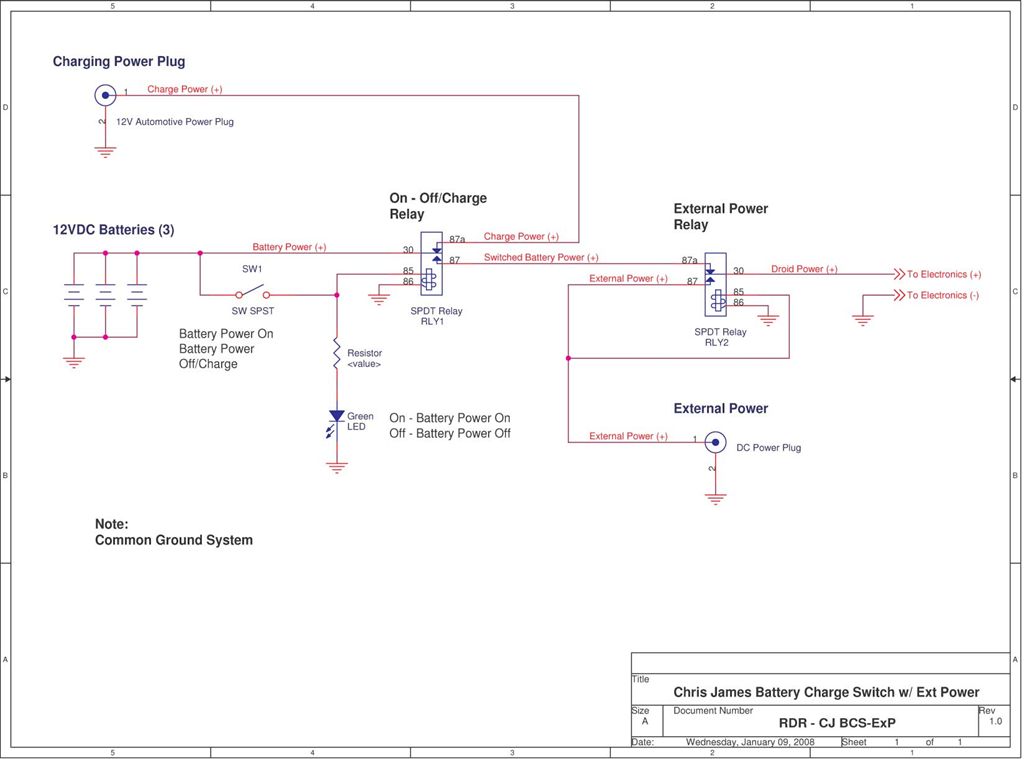 5 4 3 2 1
Charging Power Plug
1 Charge Power (+)
D D
2 12V Automotive Power Plug
On - Off/Charge
Relay
External Power
Relay
12VDC Batteries (3)
Battery Power (+) 30 87a Charge Power (+)
87 Switched Battery Power (+) 87a
SW1 85 External Power (+) 87 30 Droid Power (+) To Electronics (+)
86
C C
85 To Electronics (-)
86
SW SPST
SPDT Relay
RLY1
SPDT Relay
RLY2
Battery Power On
Battery Power
Off/Charge
Resistor
<value>
Green
LED
On - Battery Power On
Off - Battery Power Off
External Power
External Power (+) 1 DC Power Plug
2
B B
Note:
Common Ground System
A A
Title
Chris James Battery Charge Switch w/ Ext Power
Size Document Number Rev
A RDR - CJ BCS-ExP 1.0
Date: Wednesday, January 09, 2008 Sheet 1 of 1
5 4 3 2 1